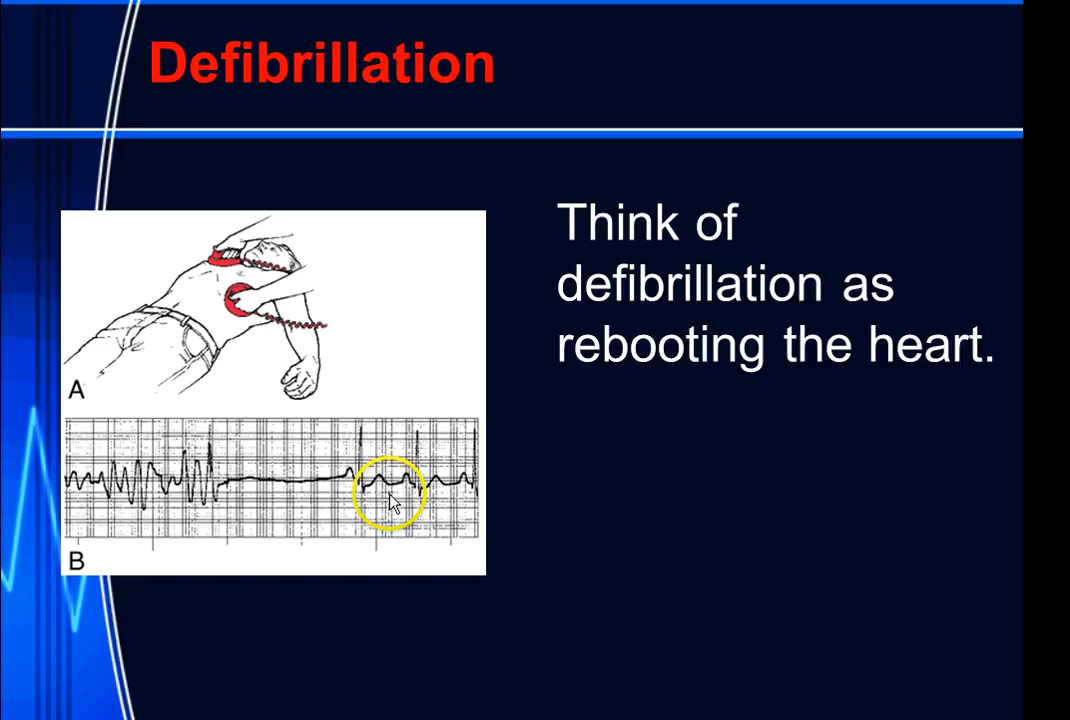 Defibrillation
Think of
defibrillation as
rebooting the heart.
A
B